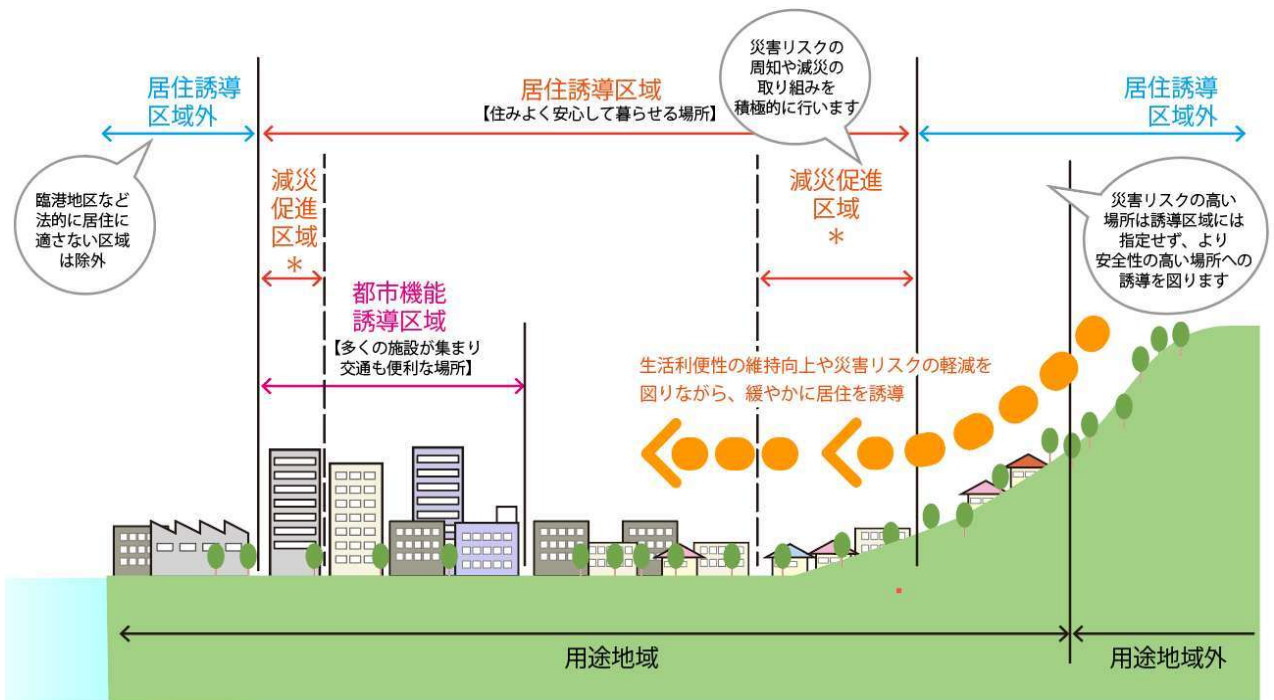 災害リスクの
周知や減災の
取り組みを
積極的に行います
居住誘導
区域外
居住誘導区域
【住みよく安心して暮らせる場所】
居住誘導
区域外
臨港地区など
法的に居住に
適さない区域
は除外
減災
促進
区域
＊
減災促進
区域
＊
災害リスクの高い
場所は誘導区域には
指定せず、より
安全性の高い場所への
誘導を図ります
都市機能
誘導区域
【多くの施設が集まり
交通も便利な場所】
生活利便性の維持向上や災害リスクの軽減を
図りながら、緩やかに居住を誘導
用途地域
用途地域外